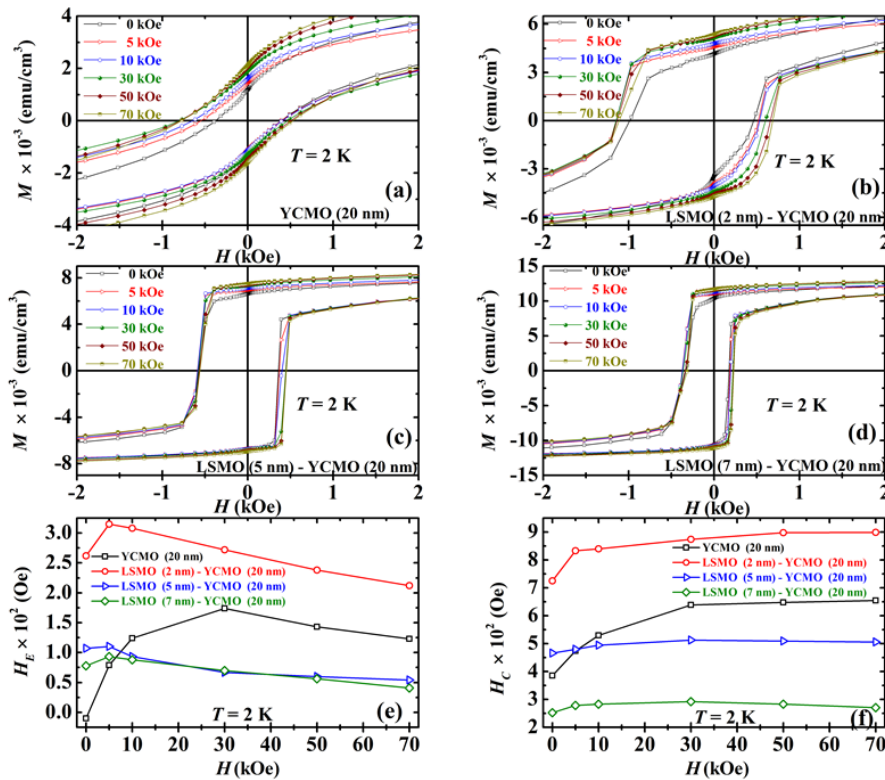 0 kOe
5 kOe
10 kOe
30 kOe
50 kOe
70 kOe
T = 2 K
(a)
YCMO (20 nm)
M × 10⁻³ (emu/cm³)
4
2
0
-2
-4
-2 -1 0 1 2
H (kOe)
0 kOe
5 kOe
10 kOe
30 kOe
50 kOe
70 kOe
T = 2 K
(b)
LSMO (2 nm) - YCMO (20 nm)
M × 10⁻³ (emu/cm³)
6
3
0
-3
-6
-2 -1 0 1 2
H (kOe)
0 kOe
5 kOe
10 kOe
30 kOe
50 kOe
70 kOe
T = 2 K
(c)
LSMO (5 nm) - YCMO (20 nm)
M × 10⁻³ (emu/cm³)
8
4
0
-4
-8
-2 -1 0 1 2
H (kOe)
0 kOe
5 kOe
10 kOe
30 kOe
50 kOe
70 kOe
T = 2 K
(d)
LSMO (7 nm) - YCMO (20 nm)
M × 10⁻³ (emu/cm³)
15
10
5
0
-5
-10
-15
-2 -1 0 1 2
H (kOe)
YCMO (20 nm)
LSMO (2 nm) - YCMO (20 nm)
LSMO (5 nm) - YCMO (20 nm)
LSMO (7 nm) - YCMO (20 nm)
T = 2 K
(e)
H_E × 10² (Oe)
3.0
2.5
2.0
1.5
1.0
0.5
0.0
0 10 20 30 40 50 60 70
H (kOe)
YCMO (20 nm)
LSMO (2 nm) - YCMO (20 nm)
LSMO (5 nm) - YCMO (20 nm)
LSMO (7 nm) - YCMO (20 nm)
T = 2 K
(f)
H_C × 10² (Oe)
9
8
7
6
5
4
3
2
0 10 20 30 40 50 60 70
H (kOe)